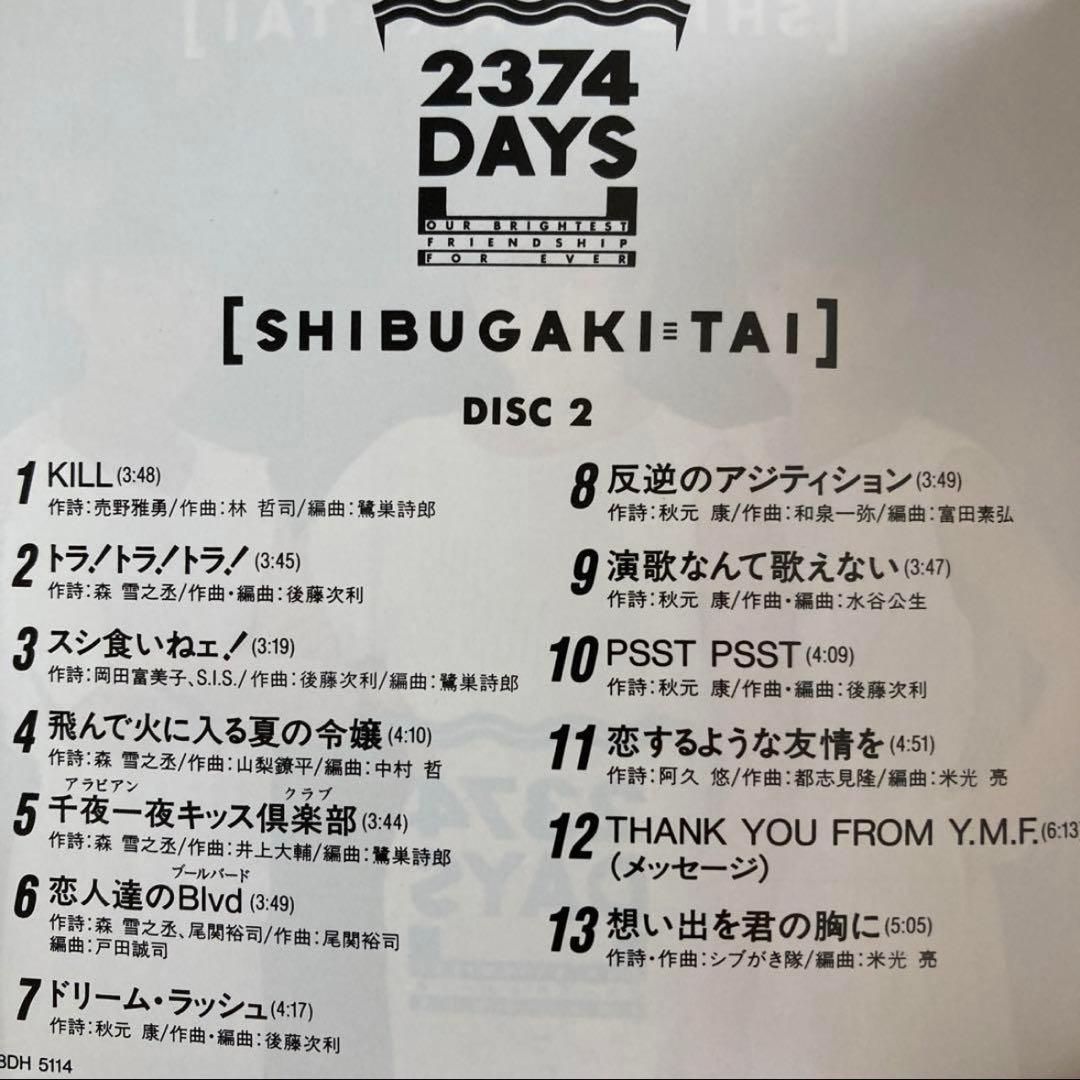 [SHIBUGAKI=TAI]
2374
DAYS
OUR BRIGHTEST
FRIENDSHIP
FOR EVER
[SHIBUGAKI≡TAI]
DISC 2
1 KILL (3:48)
作詩：売野雅勇/作曲：林 哲司/編曲：鷺巣詩郎
2 トラ！トラ！トラ！ (3:45)
作詩：森 雪之丞/作曲・編曲：後藤次利
3 スシ食いねェ！ (3:19)
作詩：岡田富美子、S.I.S./作曲：後藤次利/編曲：鷺巣詩郎
4 飛んで火に入る夏の令嬢 (4:10)
作詩：森 雪之丞/作曲：山梨鐐平/編曲：中村 哲
アラビアン クラブ
5 千夜一夜キッス倶楽部 (3:44)
作詩：森 雪之丞/作曲：井上大輔/編曲：鷺巣詩郎
ブールバード
6 恋人達のBlvd (3:49)
作詩：森 雪之丞、尾関裕司/作曲：尾関裕司
編曲：戸田誠司
7 ドリーム・ラッシュ (4:17)
作詩：秋元 康/作曲・編曲：後藤次利
8 反逆のアジティション (3:49)
作詩：秋元 康/作曲：和泉一弥/編曲：富田素弘
9 演歌なんて歌えない (3:47)
作詩：秋元 康/作曲・編曲：水谷公生
10 PSST PSST (4:09)
作詩：秋元 康/作曲・編曲：後藤次利
11 恋するような友情を (4:51)
作詩：阿久 悠/作曲：都志見隆/編曲：米光 亮
12 THANK YOU FROM Y.M.F. (6:13)
(メッセージ)
13 想い出を君の胸に (5:05)
作詩・作曲：シブがき隊/編曲：米光 亮
8DH 5114